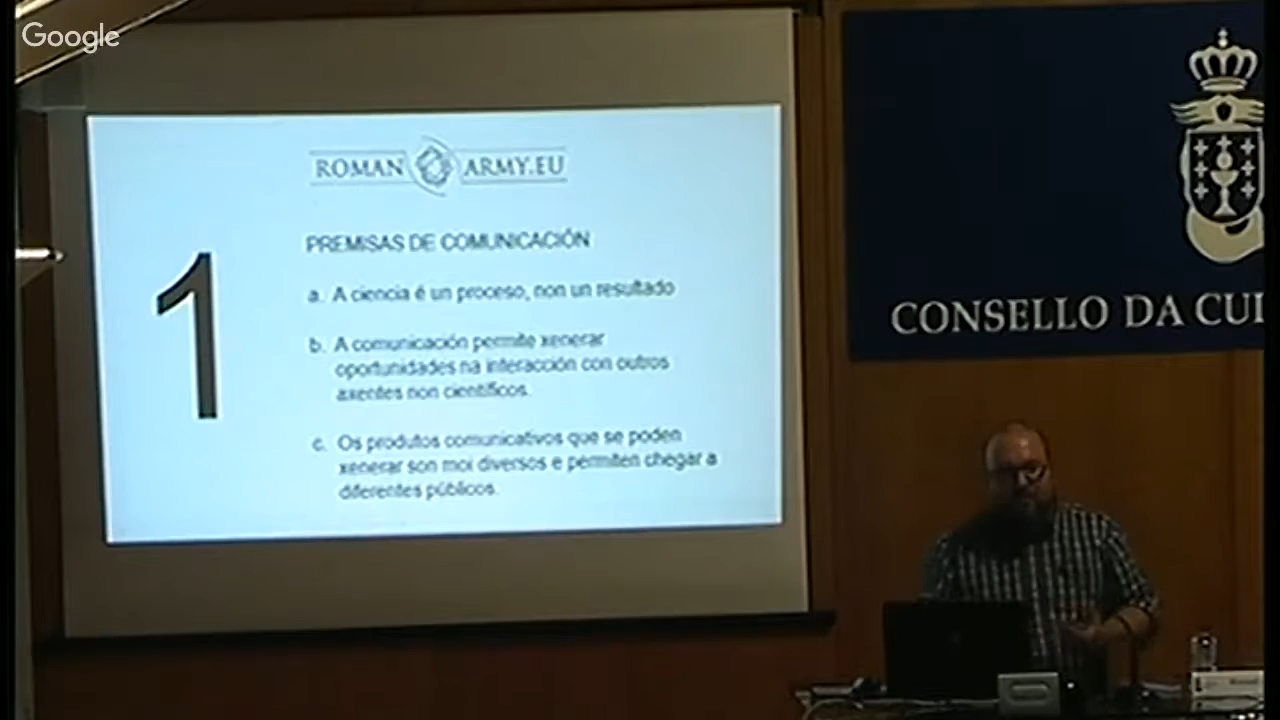 Google
ROMAN ARMY.EU
1
PREMISAS DE COMUNICACIÓN
a. A ciencia é un proceso, non un resultado
b. A comunicación permite xenerar
oportunidades na interacción con outros
axentes non científicos.
c. Os produtos comunicativos que se poden
xenerar son moi diversos e permiten chegar a
diferentes públicos.
CONSELLO DA CUL